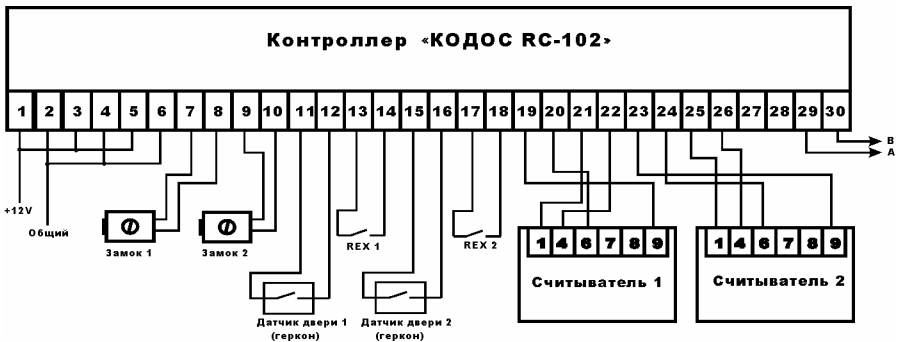 Контроллер «КОДОС RC-102»
1 2 3 4 5 6 7 8 9 10 11 12 13 14 15 16 17 18 19 20 21 22 23 24 25 26 27 28 29 30
B
A
+12V
Общий
Замок 1
Замок 2
REX 1
REX 2
1 4 6 7 8 9
Считыватель 1
1 4 6 7 8 9
Считыватель 2
Датчик двери 1
(геркон)
Датчик двери 2
(геркон)